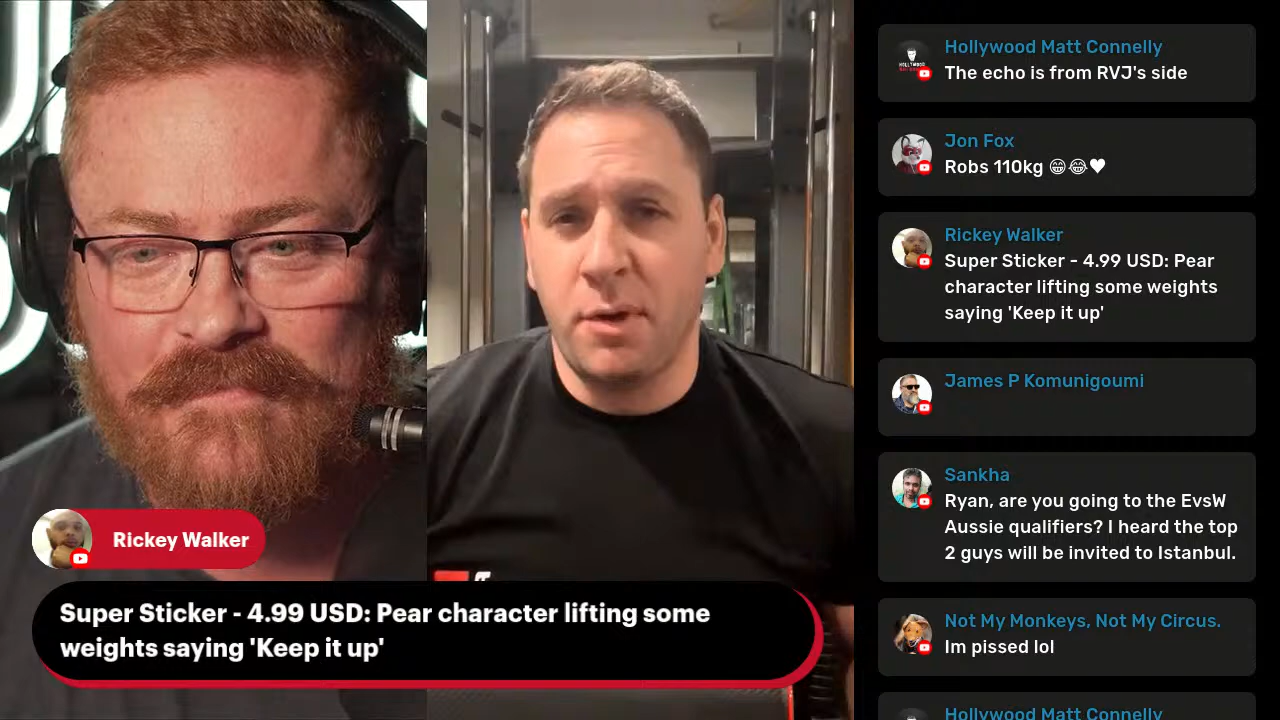 Rickey Walker
Super Sticker - 4.99 USD: Pear character lifting some
weights saying 'Keep it up'
Hollywood Matt Connelly
The echo is from RVJ's side
Jon Fox
Robs 110kg 😁😂♥
Rickey Walker
Super Sticker - 4.99 USD: Pear
character lifting some weights
saying 'Keep it up'
James P Komunigoumi
Sankha
Ryan, are you going to the EvsW
Aussie qualifiers? I heard the top
2 guys will be invited to Istanbul.
Not My Monkeys, Not My Circus.
Im pissed lol
Hollywood Matt Connelly